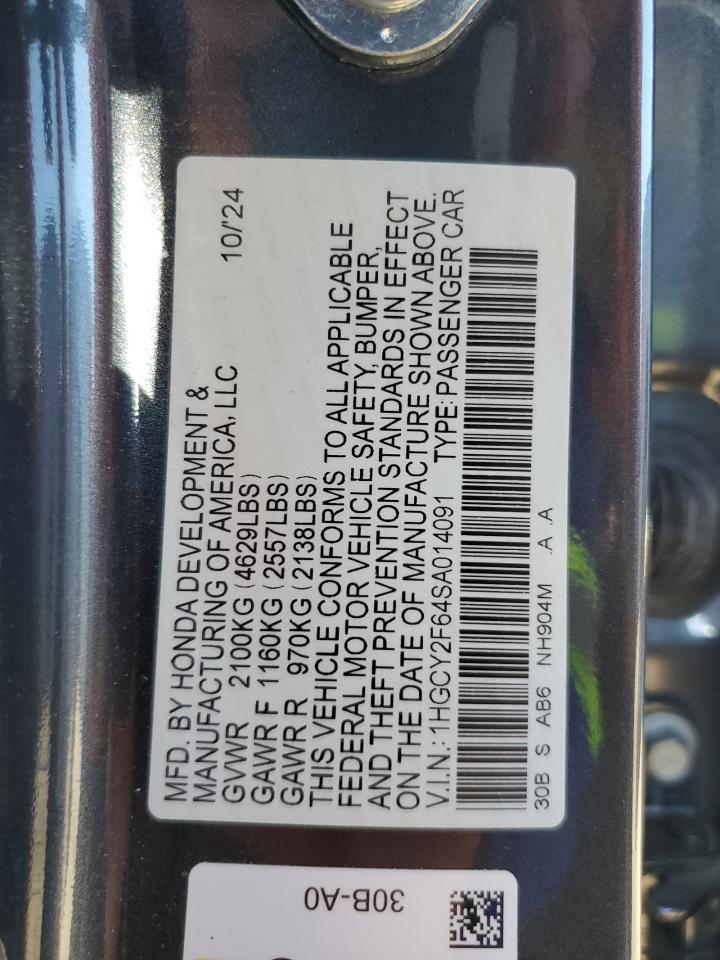 MFD. BY HONDA DEVELOPMENT &
MANUFACTURING OF AMERICA, LLC 10/'24
GVWR 2100KG (4629LBS)
GAWR F 1160KG (2557LBS)
GAWR R 970KG (2138LBS)
THIS VEHICLE CONFORMS TO ALL APPLICABLE
FEDERAL MOTOR VEHICLE SAFETY, BUMPER,
AND THEFT PREVENTION STANDARDS IN EFFECT
ON THE DATE OF MANUFACTURE SHOWN ABOVE.
V.I.N.: 1HGCY2F64SA014091 TYPE: PASSENGER CAR
30B S AB6 NH904M .A .A
30B-A0